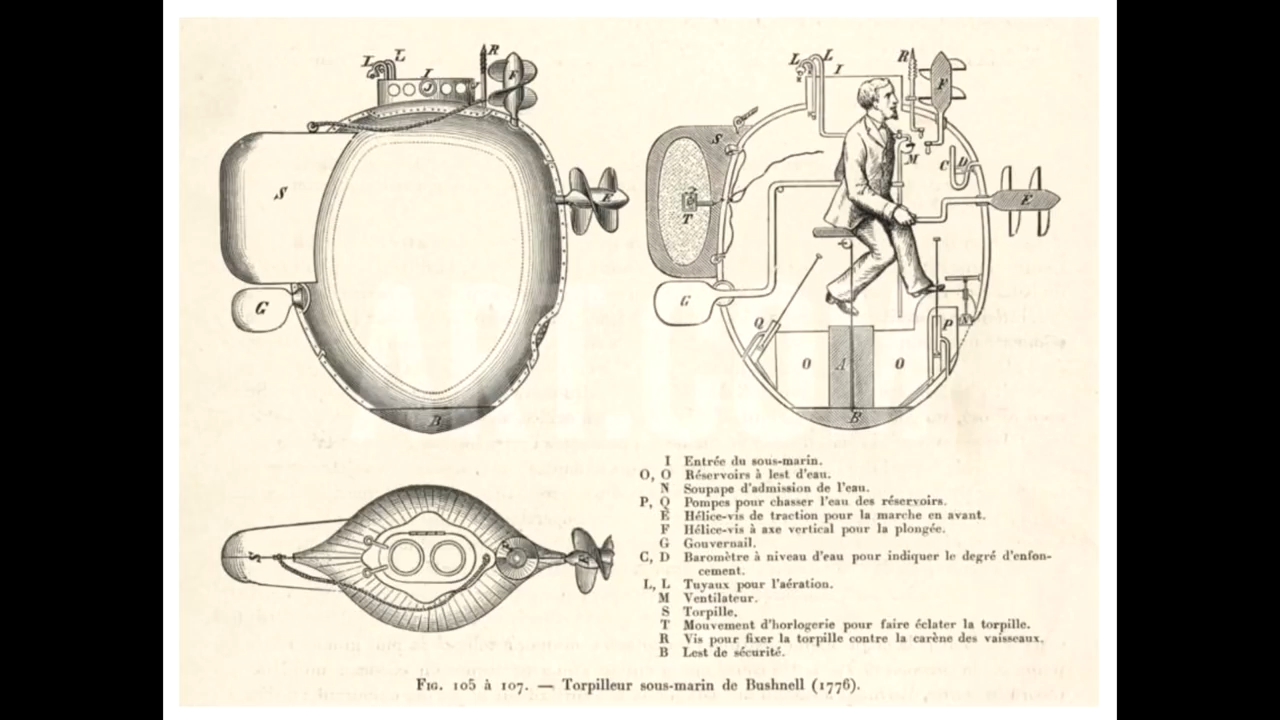 L L I R F
S
E
G
B
L L I R F
S M
C D
T E
G
Q P N
O A O
B
S
I Entrée du sous-marin.
O, O Réservoirs à lest d'eau.
N Soupape d'admission de l'eau.
P, Q Pompes pour chasser l'eau des réservoirs.
E Hélice-vis de traction pour la marche en avant.
F Hélice-vis à axe vertical pour la plongée.
G Gouvernail.
C, D Baromètre à niveau d'eau pour indiquer le degré d'enfon-
cement.
L, L Tuyaux pour l'aération.
M Ventilateur.
S Torpille.
T Mouvement d'horlogerie pour faire éclater la torpille.
R Vis pour fixer la torpille contre la carène des vaisseaux.
B Lest de sécurité.
FIG. 105 à 107. — Torpilleur sous-marin de Bushnell (1776).